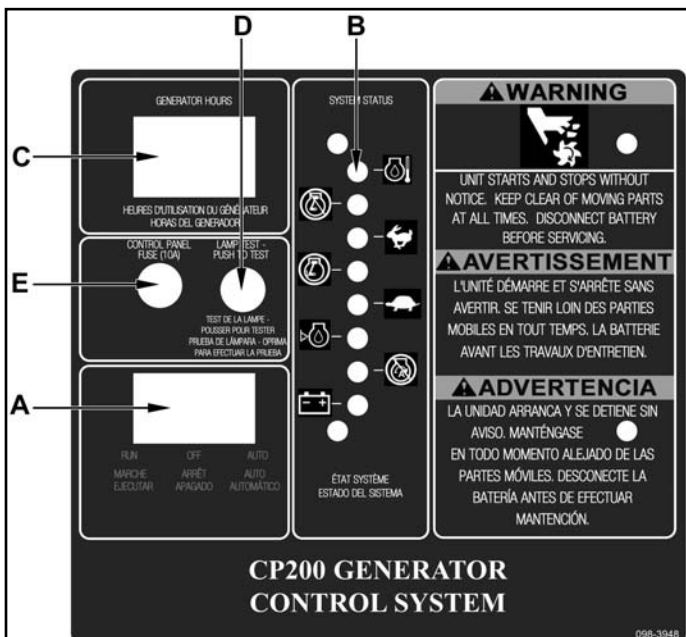 D
B
C
E
A
GENERATOR HOURS
HEURES D'UTILISATION DU GÉNÉRATEUR
HORAS DEL GENERADOR
CONTROL PANEL
FUSE (10A)
LAMP TEST -
PUSH TO TEST
TEST DE LA LAMPE -
POUSSER POUR TESTER
PRUEBA DE LÁMPARA - OPRIMA
PARA EFECTUAR LA PRUEBA
RUN OFF AUTO
MARCHE ARRÊT AUTO
EJECUTAR APAGADO AUTOMÁTICO
SYSTEM STATUS
ÉTAT SYSTÈME
ESTADO DEL SISTEMA
WARNING
UNIT STARTS AND STOPS WITHOUT
NOTICE. KEEP CLEAR OF MOVING PARTS
AT ALL TIMES. DISCONNECT BATTERY
BEFORE SERVICING.
AVERTISSEMENT
L'UNITÉ DÉMARRE ET S'ARRÊTE SANS
AVERTIR. SE TENIR LOIN DES PARTIES
MOBILES EN TOUT TEMPS. LA BATTERIE
AVANT LES TRAVAUX D'ENTRETIEN.
ADVERTENCIA
LA UNIDAD ARRANCA Y SE DETIENE SIN
AVISO. MANTÉNGASE
EN TODO MOMENTO ALEJADO DE LAS
PARTES MÓVILES. DESCONECTE LA
BATERÍA ANTES DE EFECTUAR
MANTENCIÓN.
CP200 GENERATOR
CONTROL SYSTEM
098-3948